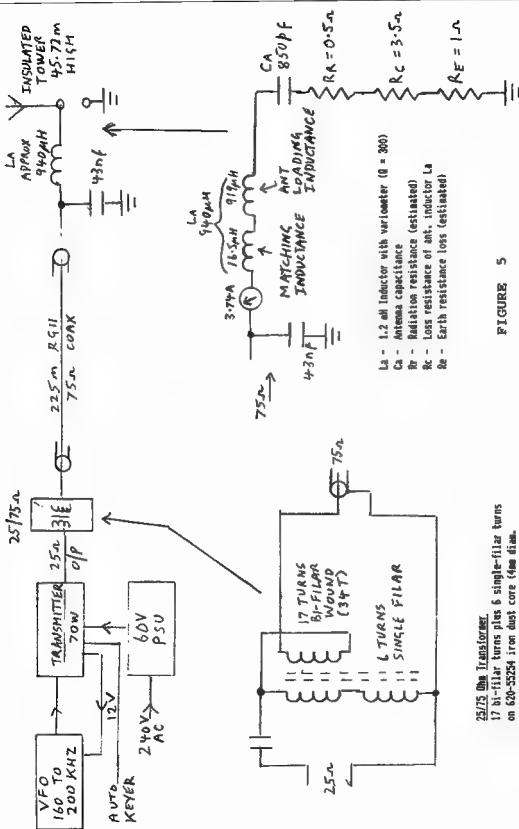 VFO
160 TO
200 KHZ
12V
AUTO
KEYER
TRANSMITTER
70W
60V
PSU
240V
AC
25Ω
O/P
25/75Ω
225m RG11
75Ω COAX
LA
APPROX
940μH
43nF
INSULATED
TOWER
45.72m
HIGH
25Ω
17 TURNS
BI-FILAR
WOUND
(34T)
6 TURNS
SINGLE FILAR
75Ω
25/75 Ohm Transformer
17 bi-filar turns plus 6 single-filar turns
on 620-55254 iron dust core (4mm diam.
75Ω
43nF
3.74A
LA
940μH
16.5μH
919μH
MATCHING
INDUCTANCE
ANT
LOADING
INDUCTANCE
CA
850pf
RR = 0.5Ω
RC = 3.5Ω
RE = 1Ω
La - 1.2 mH Inductor with variometer (Q = 300)
Ca - Antenna capacitance
Rr - Radiation resistance (estimated)
Rc - Loss resistance of ant. inductor La
Re - Earth resistance loss (estimated)
FIGURE 5